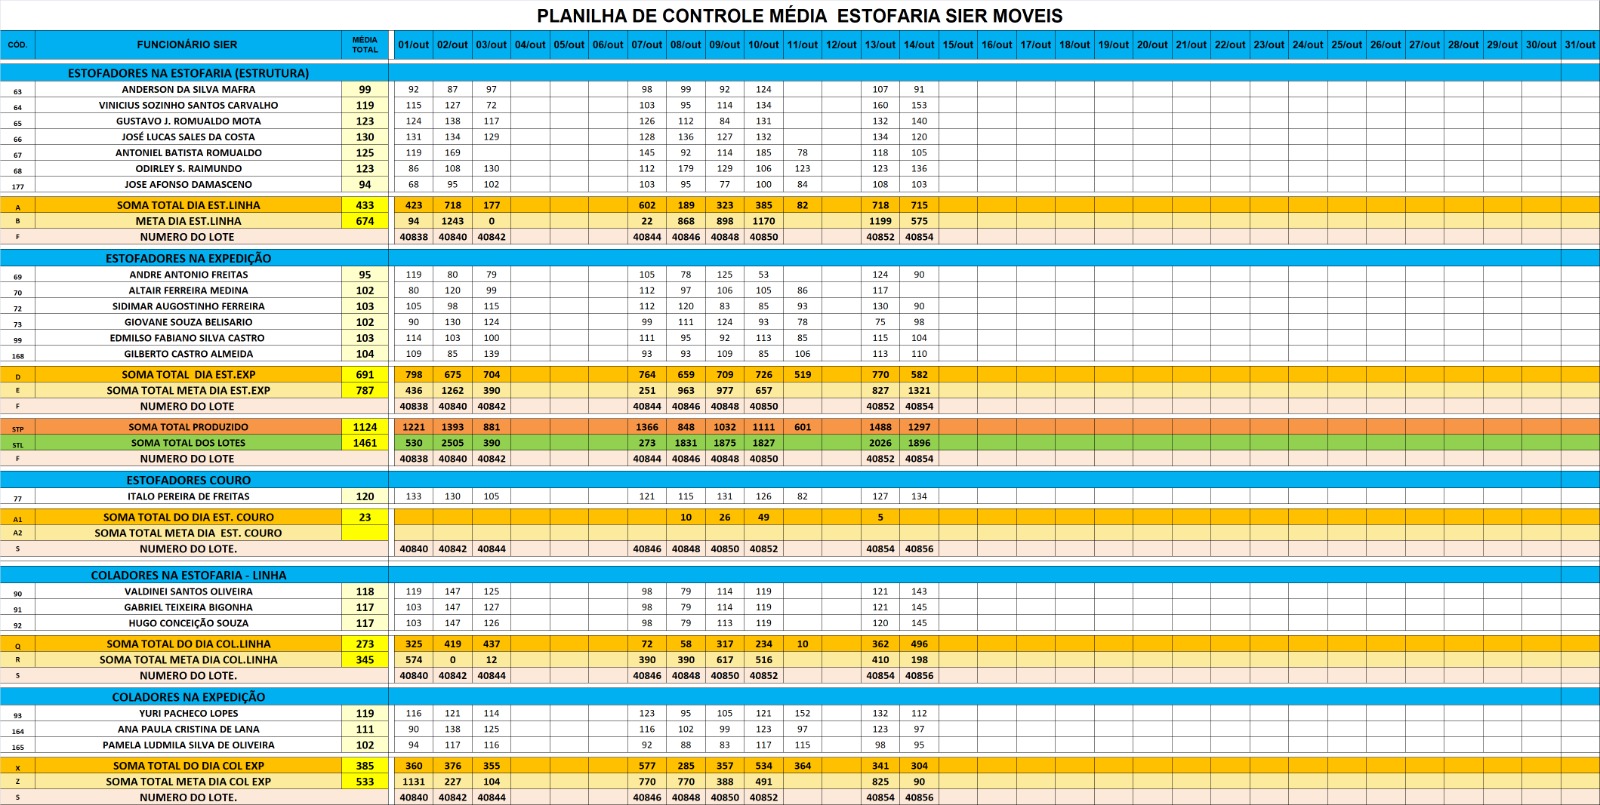 PLANILHA DE CONTROLE MÉDIA ESTOFARIA SIER MOVEIS
CÓD. FUNCIONÁRIO SIER MÉDIA TOTAL 01/out 02/out 03/out 04/out 05/out 06/out 07/out 08/out 09/out 10/out 11/out 12/out 13/out 14/out 15/out 16/out 17/out 18/out 19/out 20/out 21/out 22/out 23/out 24/out 25/out 26/out 27/out 28/out 29/out 30/out 31/out
ESTOFADORES NA ESTOFARIA (ESTRUTURA)
63 ANDERSON DA SILVA MAFRA 99 92 87 97 98 99 92 124 107 91
64 VINICIUS SOZINHO SANTOS CARVALHO 119 115 127 72 103 95 114 134 160 153
65 GUSTAVO J. ROMUALDO MOTA 123 124 138 117 126 112 84 131 132 140
66 JOSÉ LUCAS SALES DA COSTA 130 131 134 129 128 136 127 132 134 120
67 ANTONIEL BATISTA ROMUALDO 125 119 169 145 92 114 185 78 118 105
68 ODIRLEY S. RAIMUNDO 123 86 108 130 112 179 129 106 123 123 136
177 JOSE AFONSO DAMASCENO 94 68 95 102 103 95 77 100 84 108 103
A SOMA TOTAL DIA EST.LINHA 433 423 718 177 602 189 323 385 82 718 715
B META DIA EST.LINHA 674 94 1243 0 22 868 898 1170 1199 575
F NUMERO DO LOTE 40838 40840 40842 40844 40846 40848 40850 40852 40854
ESTOFADORES NA EXPEDIÇÃO
69 ANDRE ANTONIO FREITAS 95 119 80 79 105 78 125 53 124 90
70 ALTAIR FERREIRA MEDINA 102 80 120 99 112 97 106 105 86 117
72 SIDIMAR AUGOSTINHO FERREIRA 103 105 98 115 112 120 83 85 93 130 90
73 GIOVANE SOUZA BELISARIO 102 90 130 124 99 111 124 93 78 75 98
99 EDMILSO FABIANO SILVA CASTRO 103 114 103 100 111 95 92 113 85 115 104
168 GILBERTO CASTRO ALMEIDA 104 109 85 139 93 93 109 85 106 113 110
D SOMA TOTAL DIA EST.EXP 691 798 675 704 764 659 709 726 519 770 582
E SOMA TOTAL META DIA EST.EXP 787 436 1262 390 251 963 977 657 827 1321
F NUMERO DO LOTE 40838 40840 40842 40844 40846 40848 40850 40852 40854
STP SOMA TOTAL PRODUZIDO 1124 1221 1393 881 1366 848 1032 1111 601 1488 1297
STL SOMA TOTAL DOS LOTES 1461 530 2505 390 273 1831 1875 1827 2026 1896
F NUMERO DO LOTE 40838 40840 40842 40844 40846 40848 40850 40852 40854
ESTOFADORES COURO
77 ITALO PEREIRA DE FREITAS 120 133 130 105 121 115 131 126 82 127 134
A1 SOMA TOTAL DO DIA EST. COURO 23 10 26 49 5
A2 SOMA TOTAL META DIA EST. COURO
S NUMERO DO LOTE. 40840 40842 40844 40846 40848 40850 40852 40854 40856
COLADORES NA ESTOFARIA - LINHA
90 VALDINEI SANTOS OLIVEIRA 118 119 147 125 98 79 114 119 121 143
91 GABRIEL TEIXEIRA BIGONHA 117 103 147 127 98 79 114 119 121 145
92 HUGO CONCEIÇÃO SOUZA 117 103 147 126 98 79 113 119 120 145
Q SOMA TOTAL DO DIA COL.LINHA 273 325 419 437 72 58 317 234 10 362 496
R SOMA TOTAL META DIA COL.LINHA 345 574 0 12 390 390 617 516 410 198
S NUMERO DO LOTE. 40840 40842 40844 40846 40848 40850 40852 40854 40856
COLADORES NA EXPEDIÇÃO
93 YURI PACHECO LOPES 119 116 121 114 123 95 105 121 152 132 112
164 ANA PAULA CRISTINA DE LANA 111 90 138 125 116 102 99 123 97 123 97
165 PAMELA LUDMILA SILVA DE OLIVEIRA 102 94 117 116 92 88 83 117 115 98 95
X SOMA TOTAL DO DIA COL EXP 385 360 376 355 577 285 357 534 364 341 304
Z SOMA TOTAL META DIA COL EXP 533 1131 227 104 770 770 388 491 825 90
S NUMERO DO LOTE. 40840 40842 40844 40846 40848 40850 40852 40854 40856